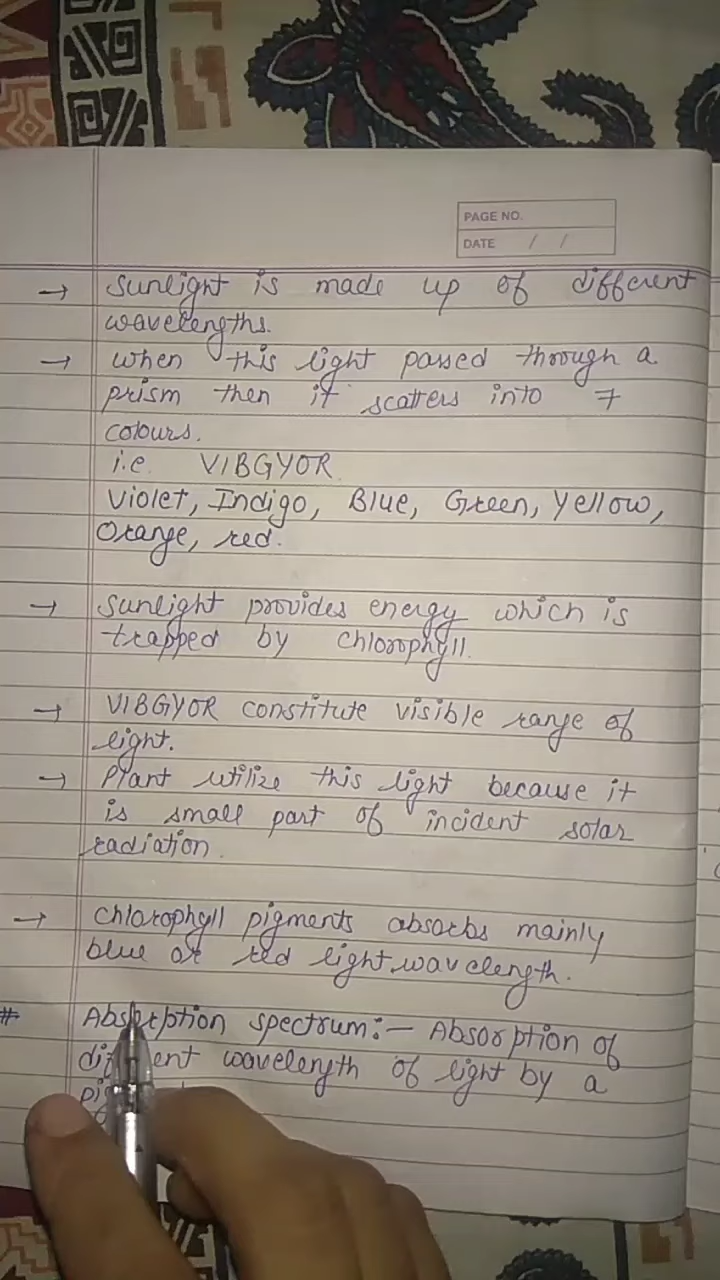 PAGE NO.
DATE / /
→ Sunlight is made up of different
wavelengths.
→ when this light passed through a
prism then it scatters into 7
colours.
i.e. VIBGYOR
Violet, Indigo, Blue, Green, Yellow,
Orange, red.
→ Sunlight provides energy which is
trapped by chlorophyll.
→ VIBGYOR constitute visible range of
light.
→ Plant utilize this light because it
is small part of incident solar
radiation.
→ chlorophyll pigments absorbs mainly
blue or red light wavelength.
# Absorption spectrum:- Absorption of
wavelength of light by a